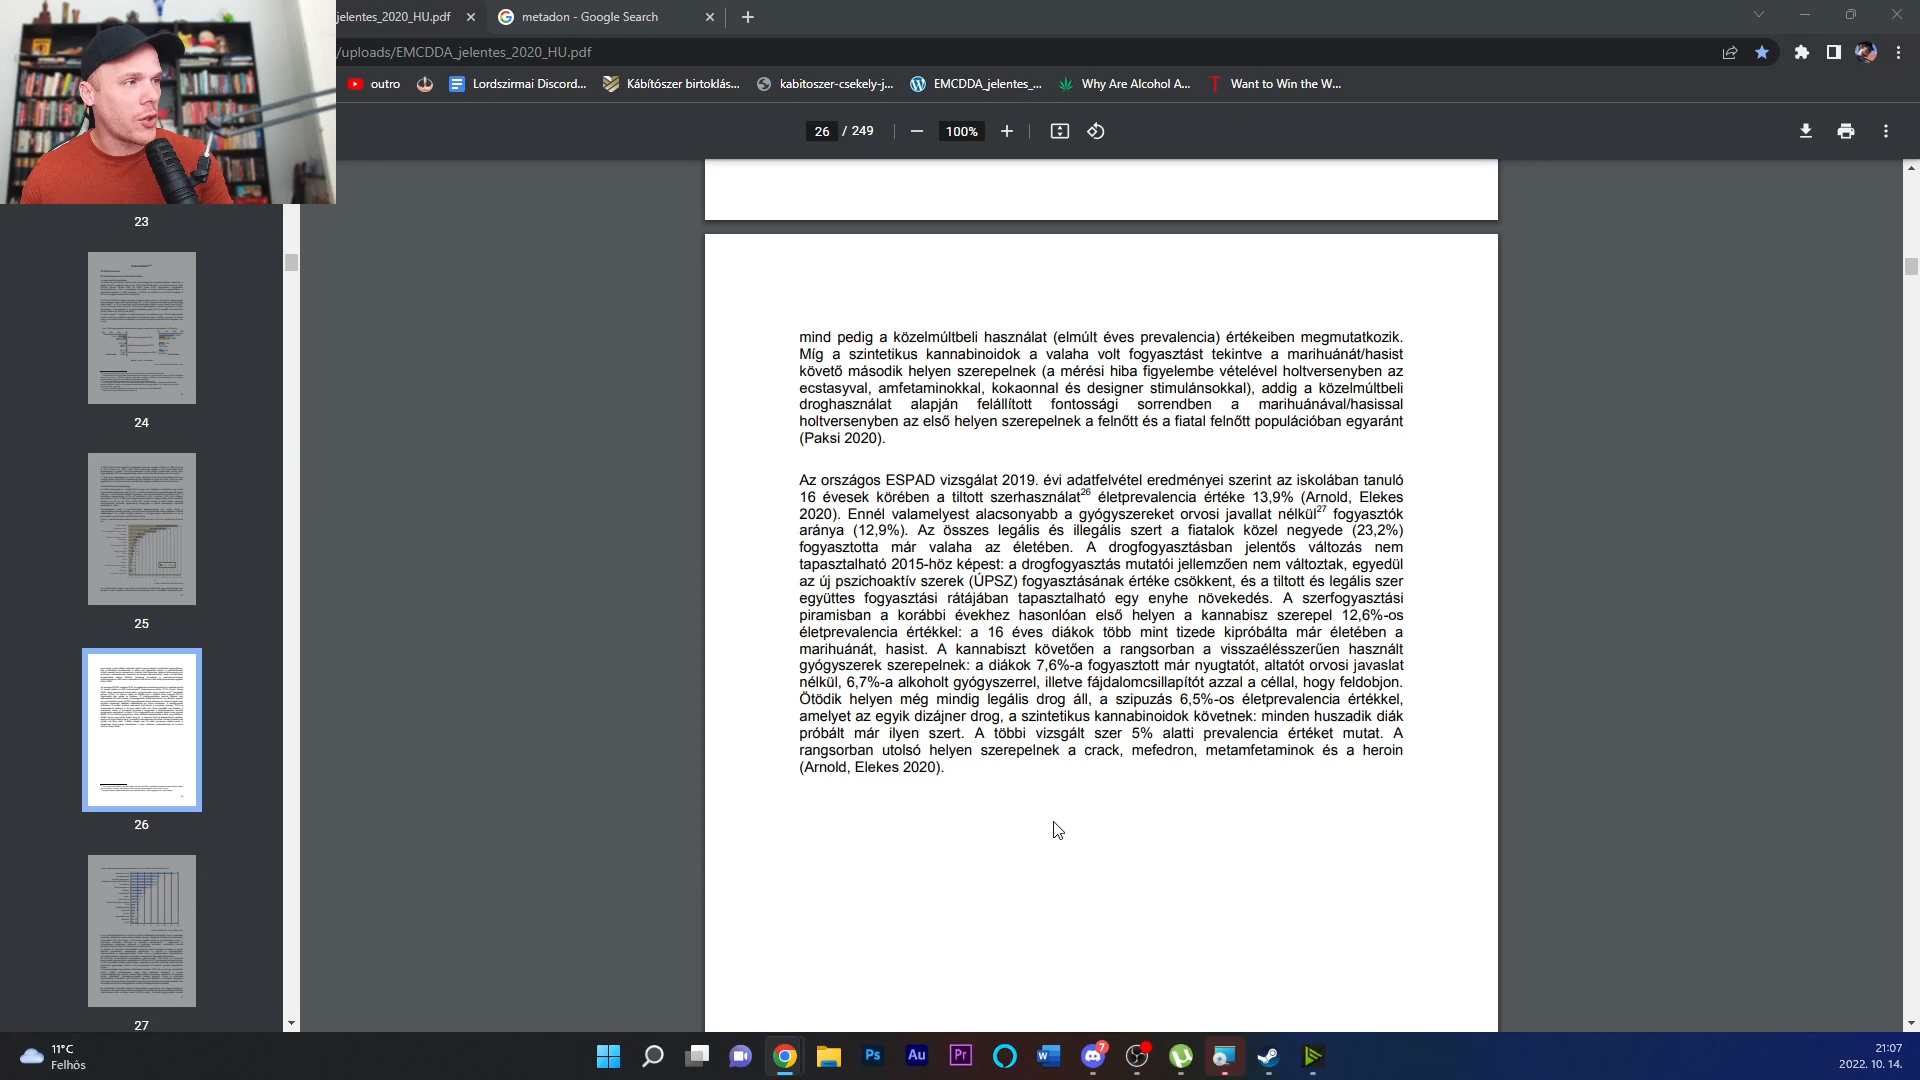 jelentes_2020_HU.pdf
metadon - Google Search
/uploads/EMCDDA_jelentes_2020_HU.pdf
outro
Lordszirmai Discord...
Kábítószer birtoklás...
kabitoszer-csekely-j...
EMCDDA_jelentes_...
Why Are Alcohol A...
Want to Win the W...
26 / 249
100%
23
24
25
26
27
mind pedig a közelmúltbeli használat (elmúlt éves prevalencia) értékeiben megmutatkozik.
Míg a szintetikus kannabinoidok a valaha volt fogyasztást tekintve a marihuánát/hasist
követő második helyen szerepelnek (a mérési hiba figyelembe vételével holtversenyben az
ecstasyval, amfetaminokkal, kokaonnal és designer stimulánsokkal), addig a közelmúltbeli
droghasználat alapján felállított fontossági sorrendben a marihuánával/hasissal
holtversenyben az első helyen szerepelnek a felnőtt és a fiatal felnőtt populációban egyaránt
(Paksi 2020).
Az országos ESPAD vizsgálat 2019. évi adatfelvétel eredményei szerint az iskolában tanuló
16 évesek körében a tiltott szerhasználat26 életprevalencia értéke 13,9% (Arnold, Elekes
2020). Ennél valamelyest alacsonyabb a gyógyszereket orvosi javallat nélkül27 fogyasztók
aránya (12,9%). Az összes legális és illegális szert a fiatalok közel negyede (23,2%)
fogyasztotta már valaha az életében. A drogfogyasztásban jelentős változás nem
tapasztalható 2015-höz képest: a drogfogyasztás mutatói jellemzően nem változtak, egyedül
az új pszichoaktív szerek (ÚPSZ) fogyasztásának értéke csökkent, és a tiltott és legális szer
együttes fogyasztási rátájában tapasztalható egy enyhe növekedés. A szerfogyasztási
piramisban a korábbi évekhez hasonlóan első helyen a kannabisz szerepel 12,6%-os
életprevalencia értékkel: a 16 éves diákok több mint tizede kipróbálta már életében a
marihuánát, hasist. A kannabiszt követően a rangsorban a visszaélésszerűen használt
gyógyszerek szerepelnek: a diákok 7,6%-a fogyasztott már nyugtatót, altatót orvosi javaslat
nélkül, 6,7%-a alkoholt gyógyszerrel, illetve fájdalomcsillapítót azzal a céllal, hogy feldobjon.
Ötödik helyen még mindig legális drog áll, a szipuzás 6,5%-os életprevalencia értékkel,
amelyet az egyik dizájner drog, a szintetikus kannabinoidok követnek: minden huszadik diák
próbált már ilyen szert. A többi vizsgált szer 5% alatti prevalencia értéket mutat. A
rangsorban utolsó helyen szerepelnek a crack, mefedron, metamfetaminok és a heroin
(Arnold, Elekes 2020).
11°C
Felhős
Ps
Au
Pr
W
7
21:07
2022. 10. 14.